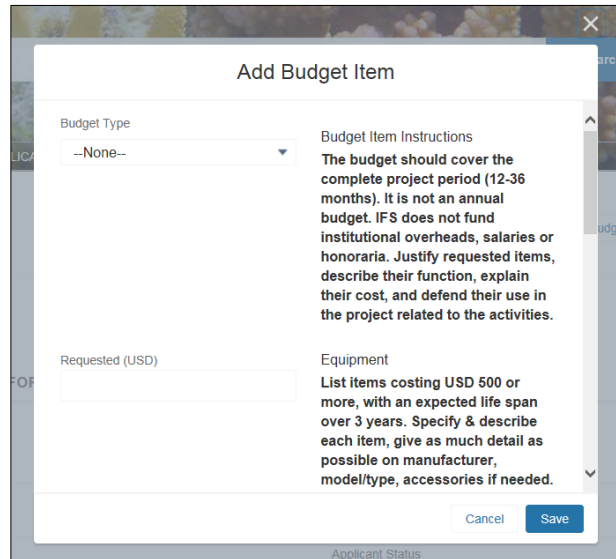 arc
Add Budget Item
LICA
Budget Type
--None--
Budget Item Instructions
The budget should cover the
complete project period (12-36
months). It is not an annual
budget. IFS does not fund
institutional overheads, salaries or
honoraria. Justify requested items,
describe their function, explain
their cost, and defend their use in
the project related to the activities.
udg
Requested (USD)
Equipment
FOR
List items costing USD 500 or
more, with an expected life span
over 3 years. Specify & describe
each item, give as much detail as
possible on manufacturer,
model/type, accessories if needed.
Cancel
Save
Applicant Status